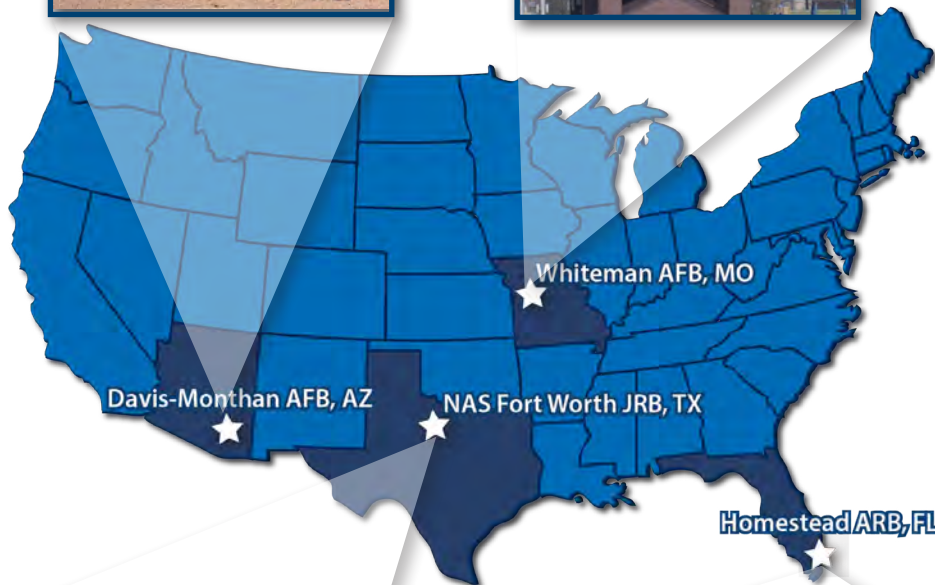 Whiteman AFB, MO
Davis-Monthan AFB, AZ
NAS Fort Worth JRB, TX
Homestead ARB, FL